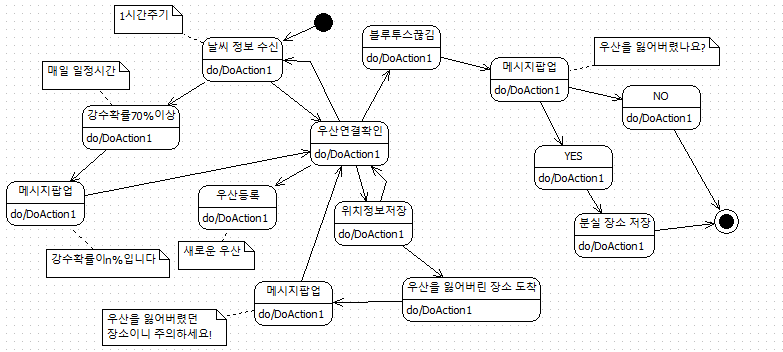 1시간주기
날씨 정보 수신
do/DoAction1
매일 일정시간
강수확률70%이상
do/DoAction1
메시지팝업
do/DoAction1
강수확률이n%입니다
우산연결확인
do/DoAction1
우산등록
do/DoAction1
새로운 우산
위치정보저장
do/DoAction1
메시지팝업
do/DoAction1
우산을 잃어버렸던
장소이니 주의하세요!
우산을 잃어버린 장소 도착
do/DoAction1
블루투스끊김
do/DoAction1
메시지팝업
do/DoAction1
우산을 잃어버렸나요?
NO
do/DoAction1
YES
do/DoAction1
분실 장소 저장
do/DoAction1